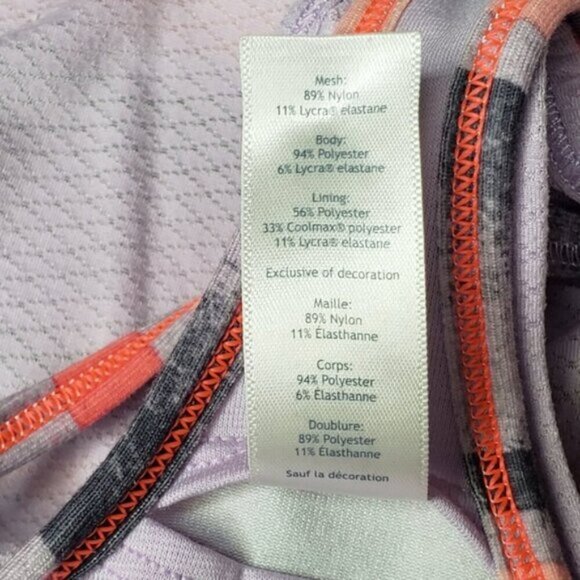 Mesh:
89% Nylon
11% Lycra® elastane
Body:
94% Polyester
6% Lycra® elastane
Lining:
56% Polyester
33% Coolmax® polyester
11% Lycra® elastane
Exclusive of decoration
Maille:
89% Nylon
11% Élasthanne
Corps:
94% Polyester
6% Élasthanne
Doublure:
89% Polyester
11% Élasthanne
Sauf la décoration